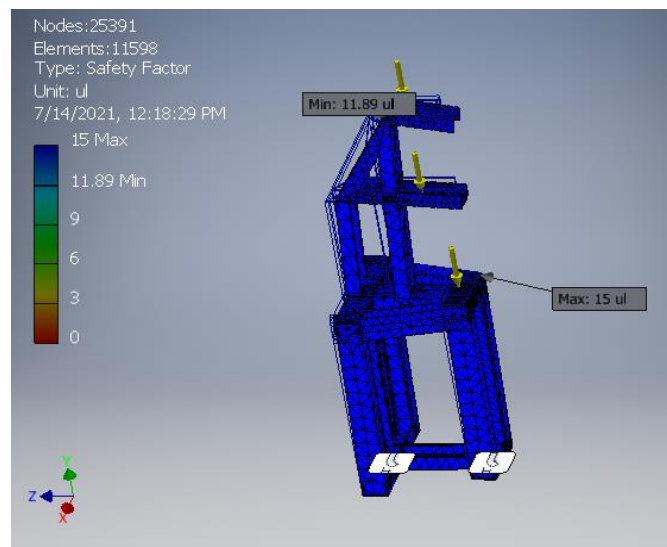 Nodes:25391
Elements:11598
Type: Safety Factor
Unit: ul
7/14/2021, 12:18:29 PM
15 Max
11.89 Min
9
6
3
0
Min: 11.89 ul
Max: 15 ul
Y
Z
X